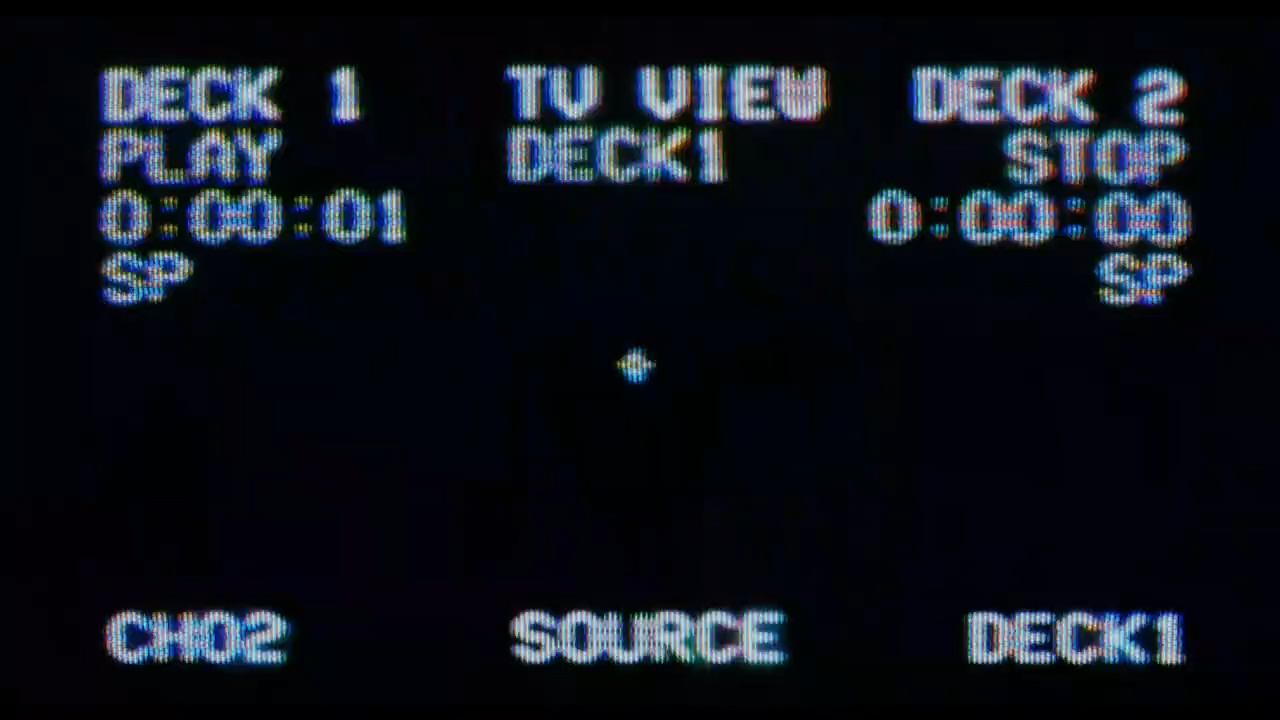 DECK 1 TV VIEW DECK 2
PLAY DECK1 STOP
0:00:01 0:00:00
SP SP
CH02 SOURCE DECK1